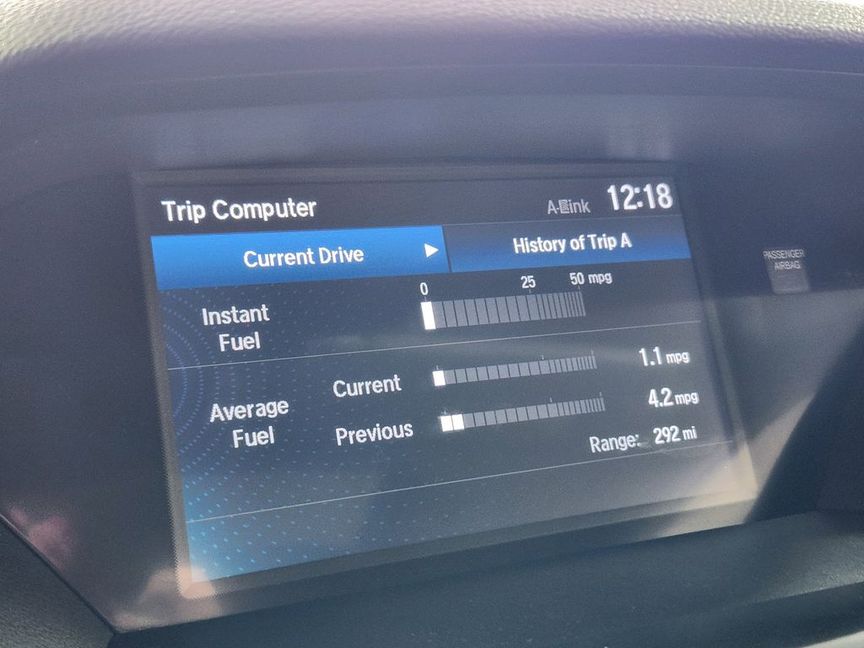 Trip Computer
12:18
Current Drive
History of Trip A
0 25 50 mpg
Instant
Fuel
Average
Fuel
Current
1.1 mpg
Previous
4.2 mpg
Range: 292 mi
PASSENGER
AIRBAG